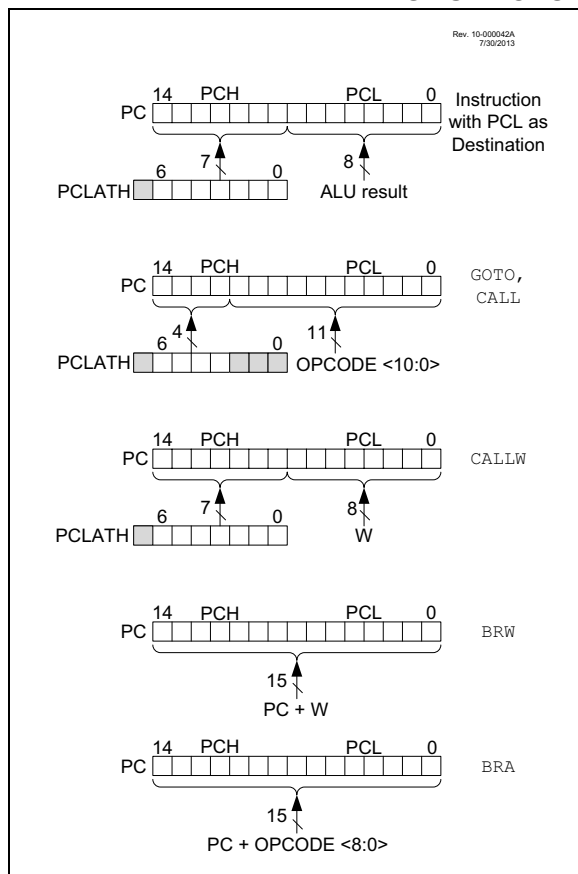 Rev. 10-000042A
7/30/2013
14 PCH PCL 0
PC
Instruction
with PCL as
Destination
7 8
6 0
PCLATH
ALU result
14 PCH PCL 0
PC
GOTO,
CALL
4 11
6 0
PCLATH
OPCODE <10:0>
14 PCH PCL 0
PC
CALLW
7 8
6 0
PCLATH
W
14 PCH PCL 0
PC
BRW
15
PC + W
14 PCH PCL 0
PC
BRA
15
PC + OPCODE <8:0>